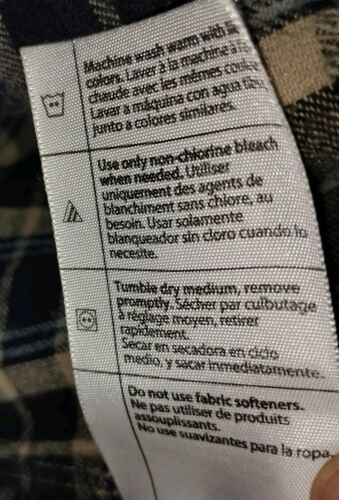 Machine wash warm with
colors. Laver à la machine à
chaude avec les mêmes
Lavar a máquina con agua
junto a colores similares.
Use only non-chlorine bleach
when needed. Utiliser
uniquement des agents de
blanchiment sans chlore, au
besoin. Usar solamente
blanqueador sin cloro cuando lo
necesite.
Tumble dry medium, remove
promptly. Sécher par culbutage
à réglage moyen, retirer
rapidement.
Secar en secadora en ciclo
medio, y sacar inmediatamente.
Do not use fabric softeners.
Ne pas utiliser de produits
assouplissants.
No use suavizantes para la ropa.